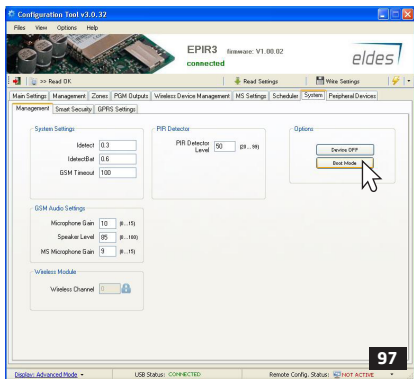 Configuration Tool v3.0.32
Files View Options Help
EPIR3 firmware: V1.00.02
connected
eldes
>> Read OK
Read Settings
Write Settings
Main Settings Management Zones PGM Outputs Wireless Device Management MS Settings Scheduler System Peripheral Devices
Management Smart Security GPRS Settings
System Settings
Idetect 0.3
IdetectBat 0.6
GSM Timeout 100
PIR Detector
PIR Detector Level 50 (20... 99)
Options
Device OFF
Boot Mode
GSM Audio Settings
Microphone Gain 10 (0...15)
Speaker Level 85 (0...100)
MS Microphone Gain 9 (0...15)
Wireless Module
Wireless Channel 0
97
Display: Advanced Mode
USB Status: CONNECTED
Remote Config. Status: NOT ACTIVE